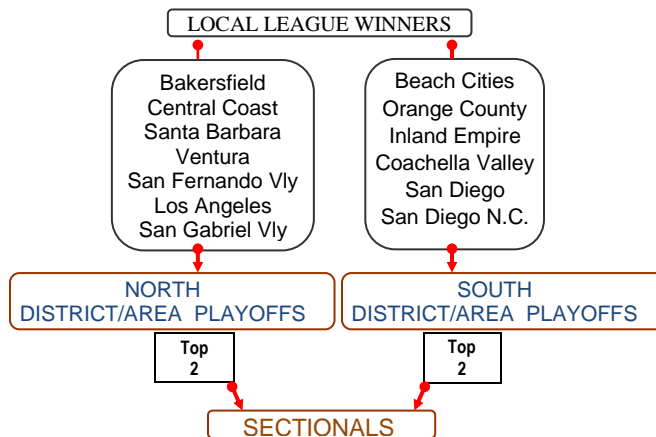 LOCAL LEAGUE WINNERS
Bakersfield
Central Coast
Santa Barbara
Ventura
San Fernando Vly
Los Angeles
San Gabriel Vly
Beach Cities
Orange County
Inland Empire
Coachella Valley
San Diego
San Diego N.C.
NORTH
DISTRICT/AREA PLAYOFFS
SOUTH
DISTRICT/AREA PLAYOFFS
Top
2
Top
2
SECTIONALS